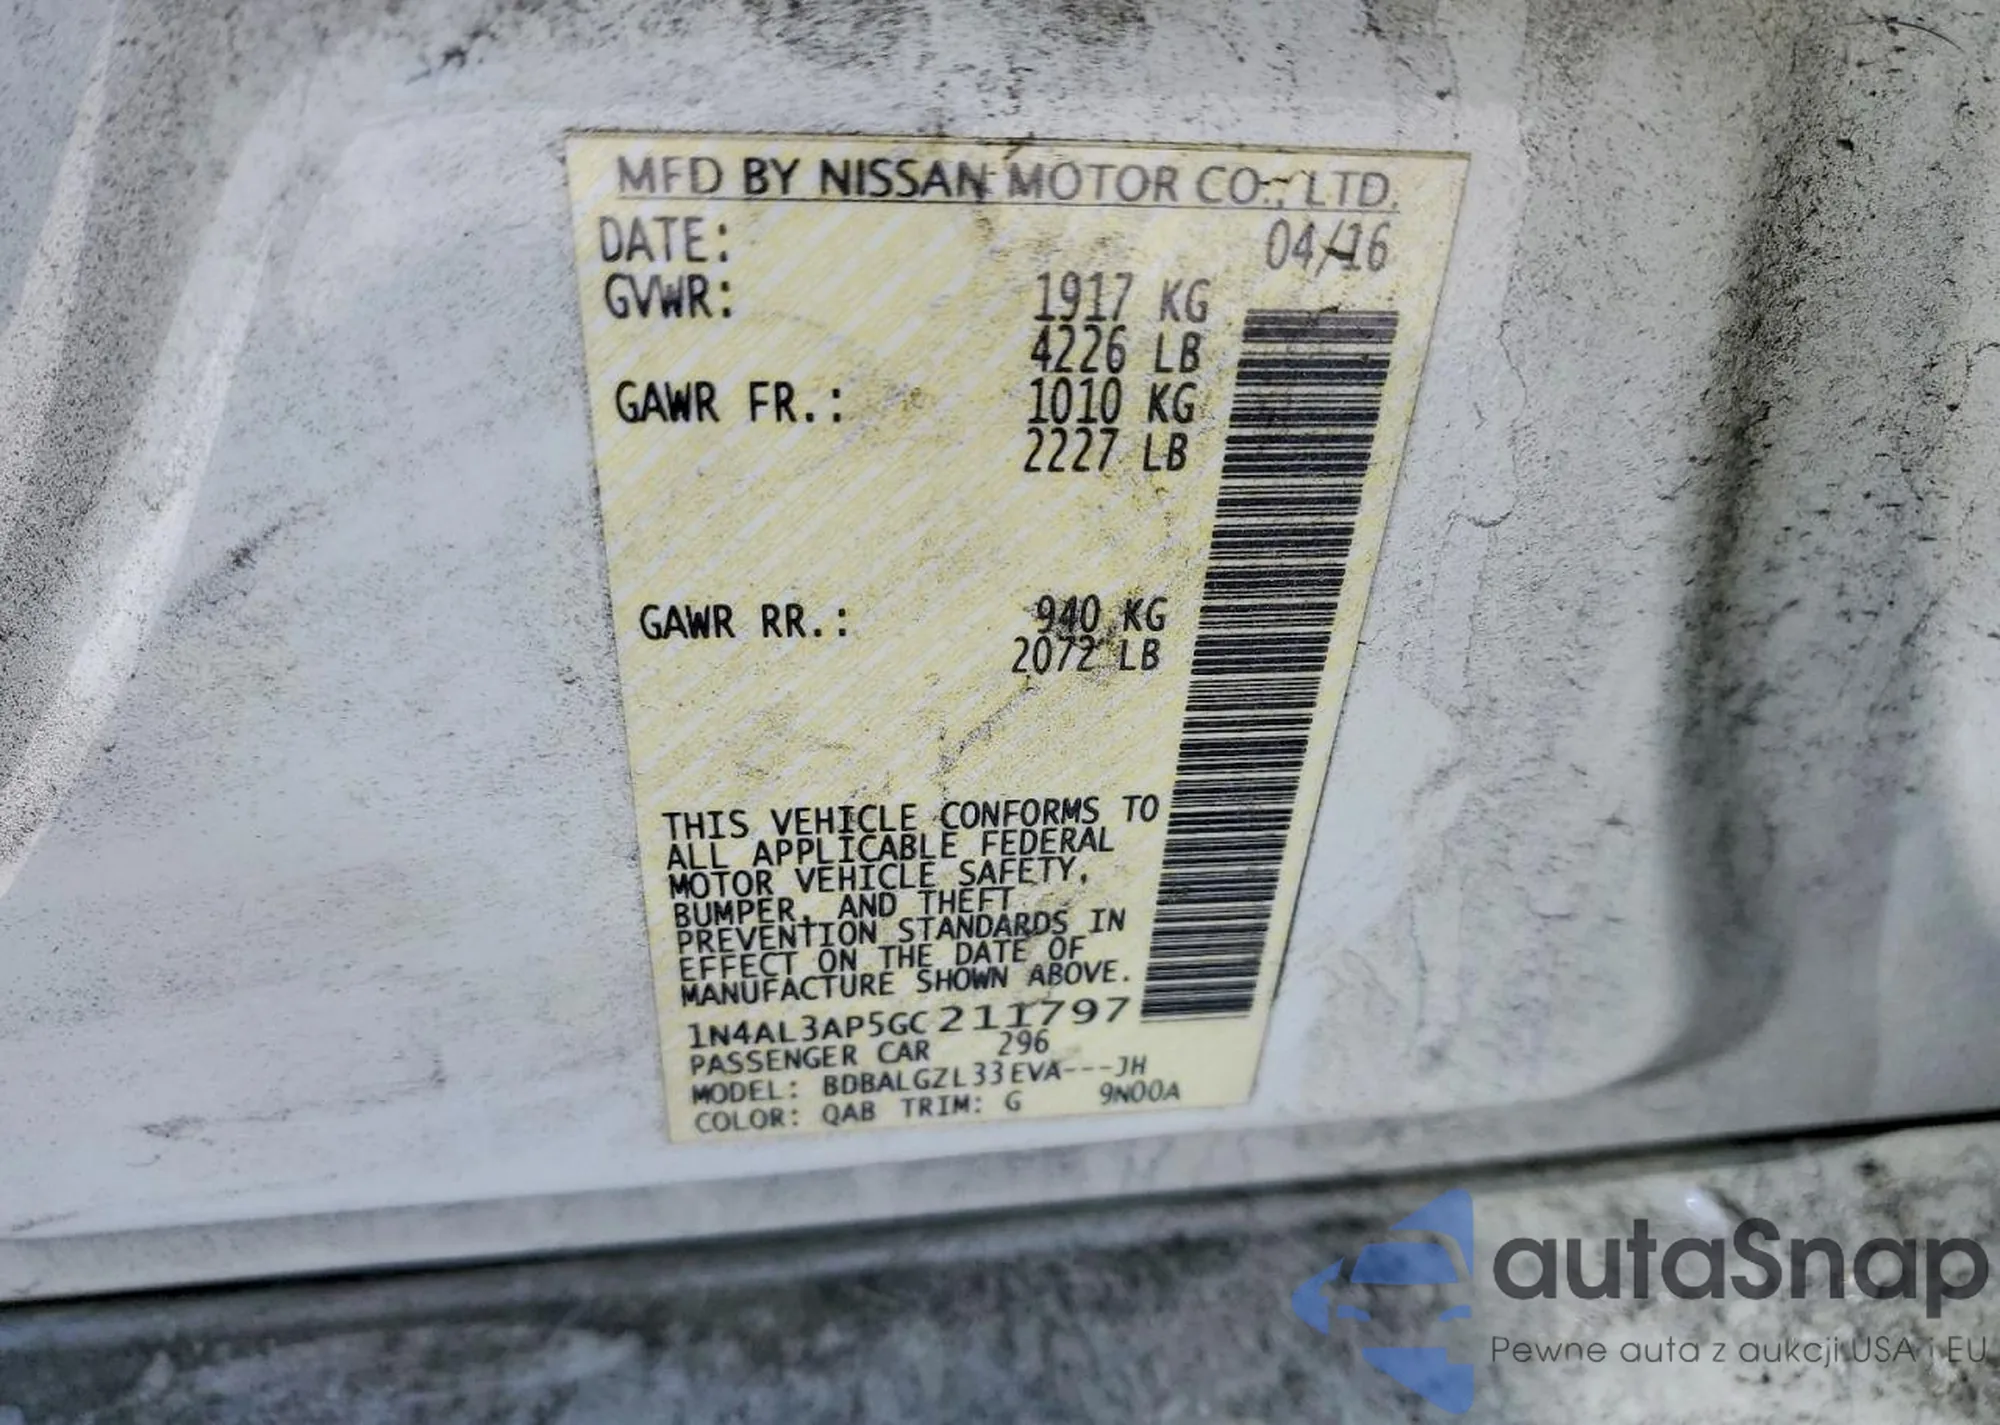 MFD BY NISSAN MOTOR CO., LTD.
DATE: 04/16
GVWR: 1917 KG
4226 LB
GAWR FR.: 1010 KG
2227 LB
GAWR RR.: 940 KG
2072 LB
THIS VEHICLE CONFORMS TO
ALL APPLICABLE FEDERAL
MOTOR VEHICLE SAFETY,
BUMPER, AND THEFT
PREVENTION STANDARDS IN
EFFECT ON THE DATE OF
MANUFACTURE SHOWN ABOVE.
1N4AL3AP5GC211797
PASSENGER CAR 296
MODEL: BDBALGZL33EVA---JH
COLOR: QAB TRIM: G 9N00A
autaSnap
Pewne auta z aukcji USA i EU